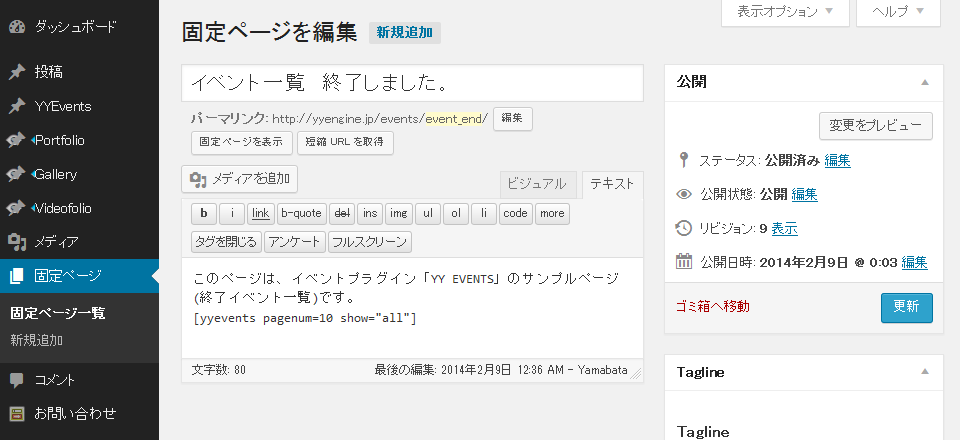 ダッシュボード
投稿
YYEvents
Portfolio
Gallery
Videofolio
メディア
固定ページ
固定ページ一覧
新規追加
コメント
お問い合わせ
表示オプション
ヘルプ
固定ページを編集 新規追加
イベント一覧　終了しました。
パーマリンク: http://yyengine.jp/events/event_end/ 編集
固定ページを表示 短縮 URL を取得
メディアを追加
ビジュアル テキスト
b i link b-quote del ins img ul ol li code more
タグを閉じる アンケート フルスクリーン
このページは、イベントプラグイン「YY EVENTS」のサンプルページ
(終了イベント一覧)です。
[yyevents pagenum=10 show="all"]
文字数: 80 最後の編集: 2014年2月9日 12:36 AM – Yamabata
公開
変更をプレビュー
ステータス: 公開済み 編集
公開状態: 公開 編集
リビジョン: 9 表示
公開日時: 2014年2月9日 @ 0:03 編集
ゴミ箱へ移動 更新
Tagline
Tagline